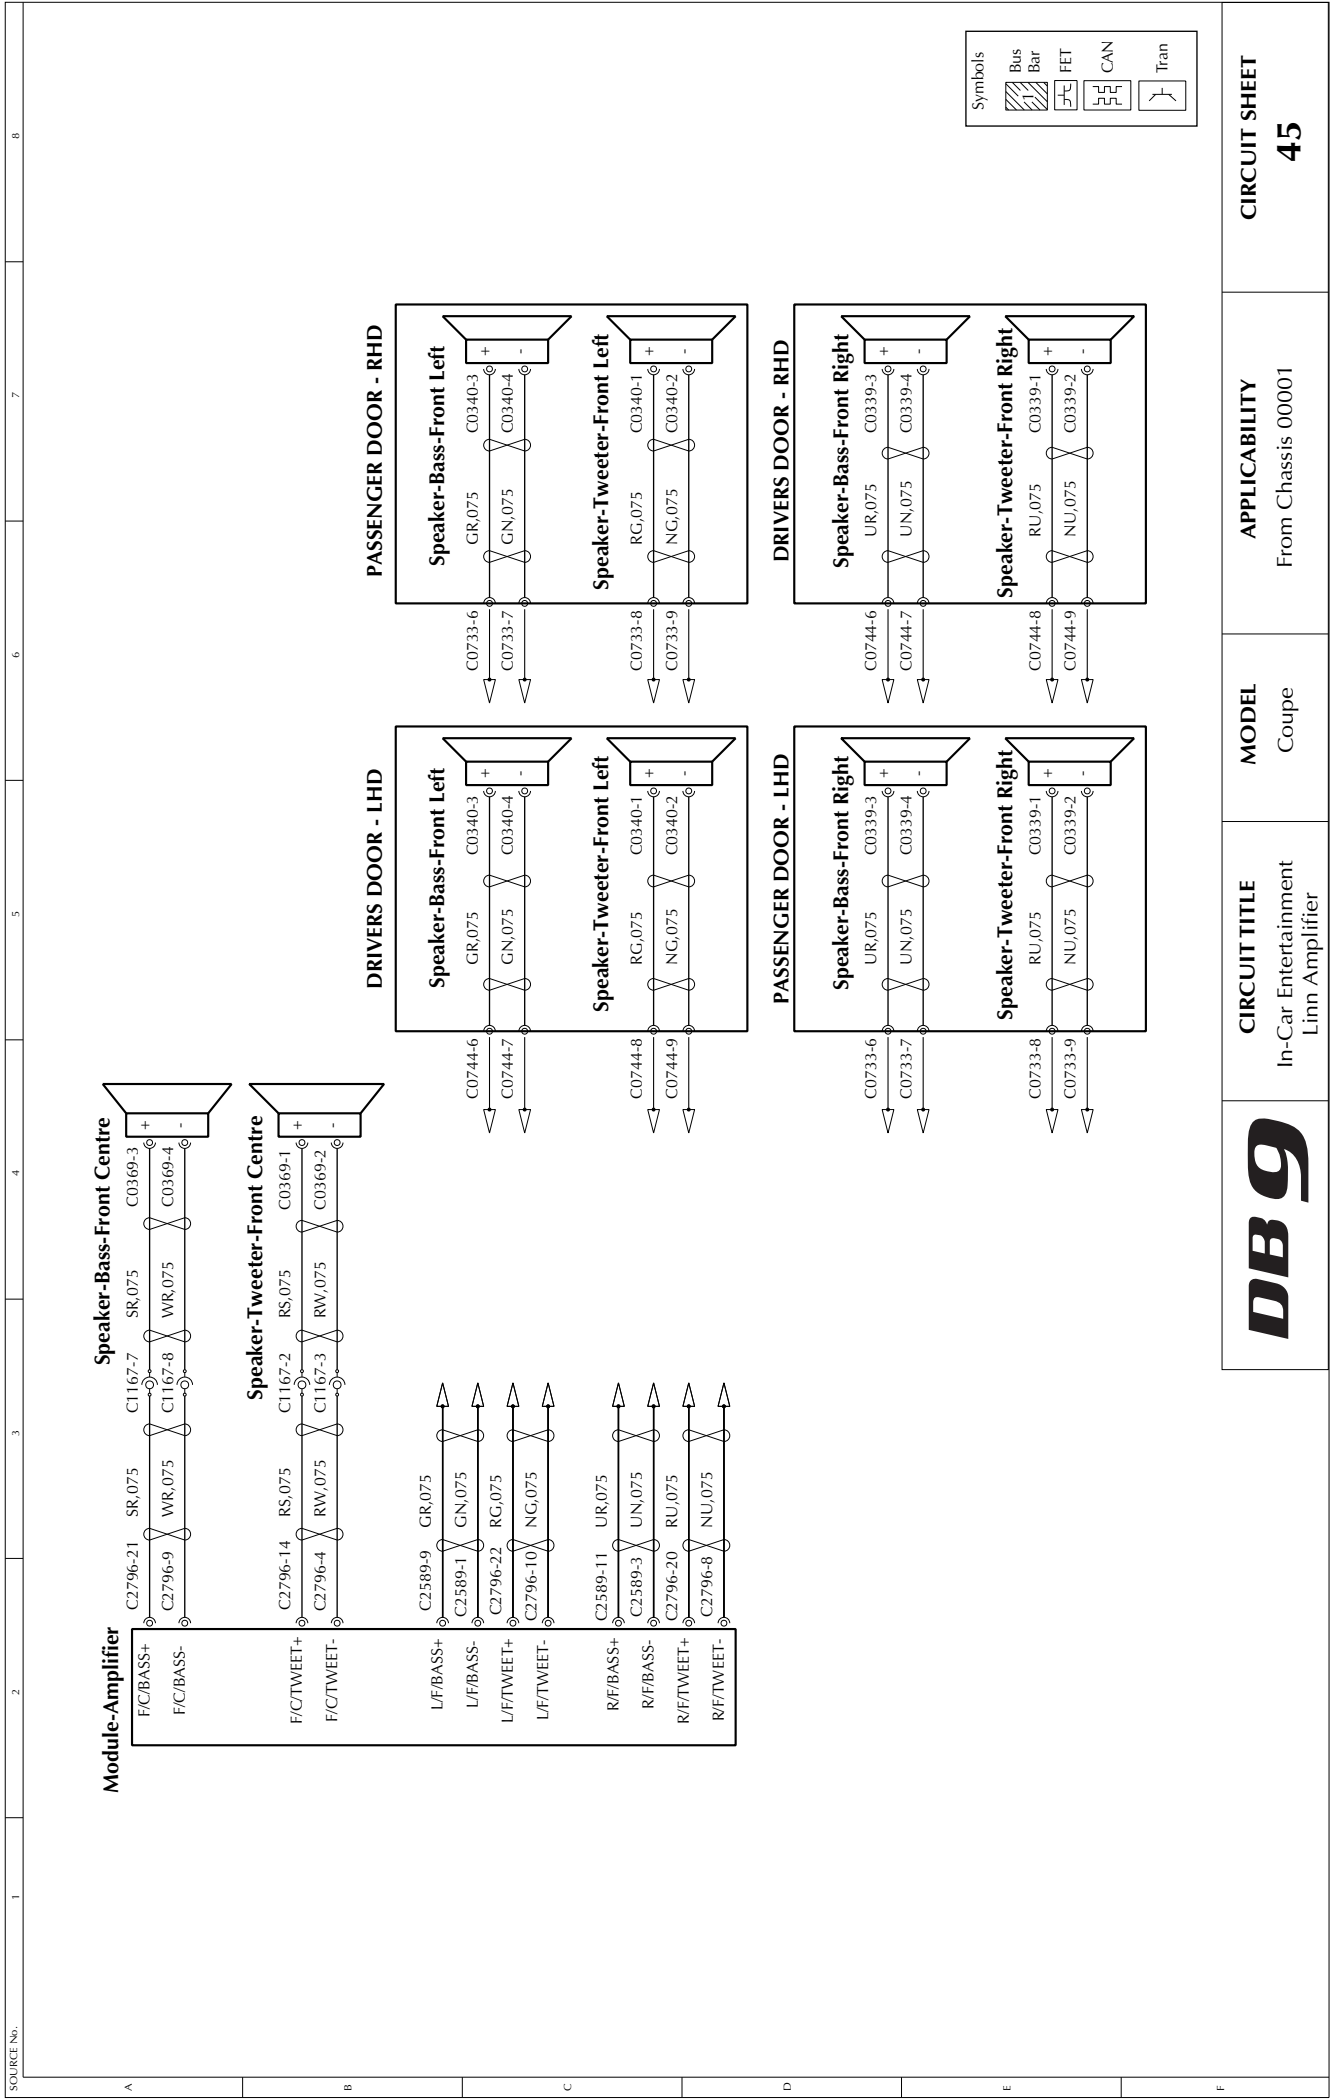 SOURCE No.
1
2
3
4
5
6
7
8
A
B
C
D
E
F
Module-Amplifier
F/C/BASS+
C2796-21
SR,075
C1167-7
SR,075
C0369-3
+
F/C/BASS-
C2796-9
WR,075
C1167-8
WR,075
C0369-4
-
Speaker-Bass-Front Centre
F/C/TWEET+
C2796-14
RS,075
C1167-2
RS,075
C0369-1
+
F/C/TWEET-
C2796-4
RW,075
C1167-3
RW,075
C0369-2
-
Speaker-Tweeter-Front Centre
L/F/BASS+
C2589-9
GR,075
L/F/BASS-
C2589-1
GN,075
L/F/TWEET+
C2796-22
RG,075
L/F/TWEET-
C2796-10
NG,075
R/F/BASS+
C2589-11
UR,075
R/F/BASS-
C2589-3
UN,075
R/F/TWEET+
C2796-20
RU,075
R/F/TWEET-
C2796-8
NU,075
DRIVERS DOOR - LHD
Speaker-Bass-Front Left
C0744-6
GR,075
C0340-3
+
C0744-7
GN,075
C0340-4
-
Speaker-Tweeter-Front Left
C0744-8
RG,075
C0340-1
+
C0744-9
NG,075
C0340-2
-
PASSENGER DOOR - RHD
Speaker-Bass-Front Left
C0733-6
GR,075
C0340-3
+
C0733-7
GN,075
C0340-4
-
Speaker-Tweeter-Front Left
C0733-8
RG,075
C0340-1
+
C0733-9
NG,075
C0340-2
-
PASSENGER DOOR - LHD
Speaker-Bass-Front Right
C0733-6
UR,075
C0339-3
+
C0733-7
UN,075
C0339-4
-
Speaker-Tweeter-Front Right
C0733-8
RU,075
C0339-1
+
C0733-9
NU,075
C0339-2
-
DRIVERS DOOR - RHD
Speaker-Bass-Front Right
C0744-6
UR,075
C0339-3
+
C0744-7
UN,075
C0339-4
-
Speaker-Tweeter-Front Right
C0744-8
RU,075
C0339-1
+
C0744-9
NU,075
C0339-2
-
Symbols
1
Bus
Bar
FET
CAN
Tran
DB9
CIRCUIT TITLE
In-Car Entertainment
Linn Amplifier
MODEL
Coupe
APPLICABILITY
From Chassis 00001
CIRCUIT SHEET
45